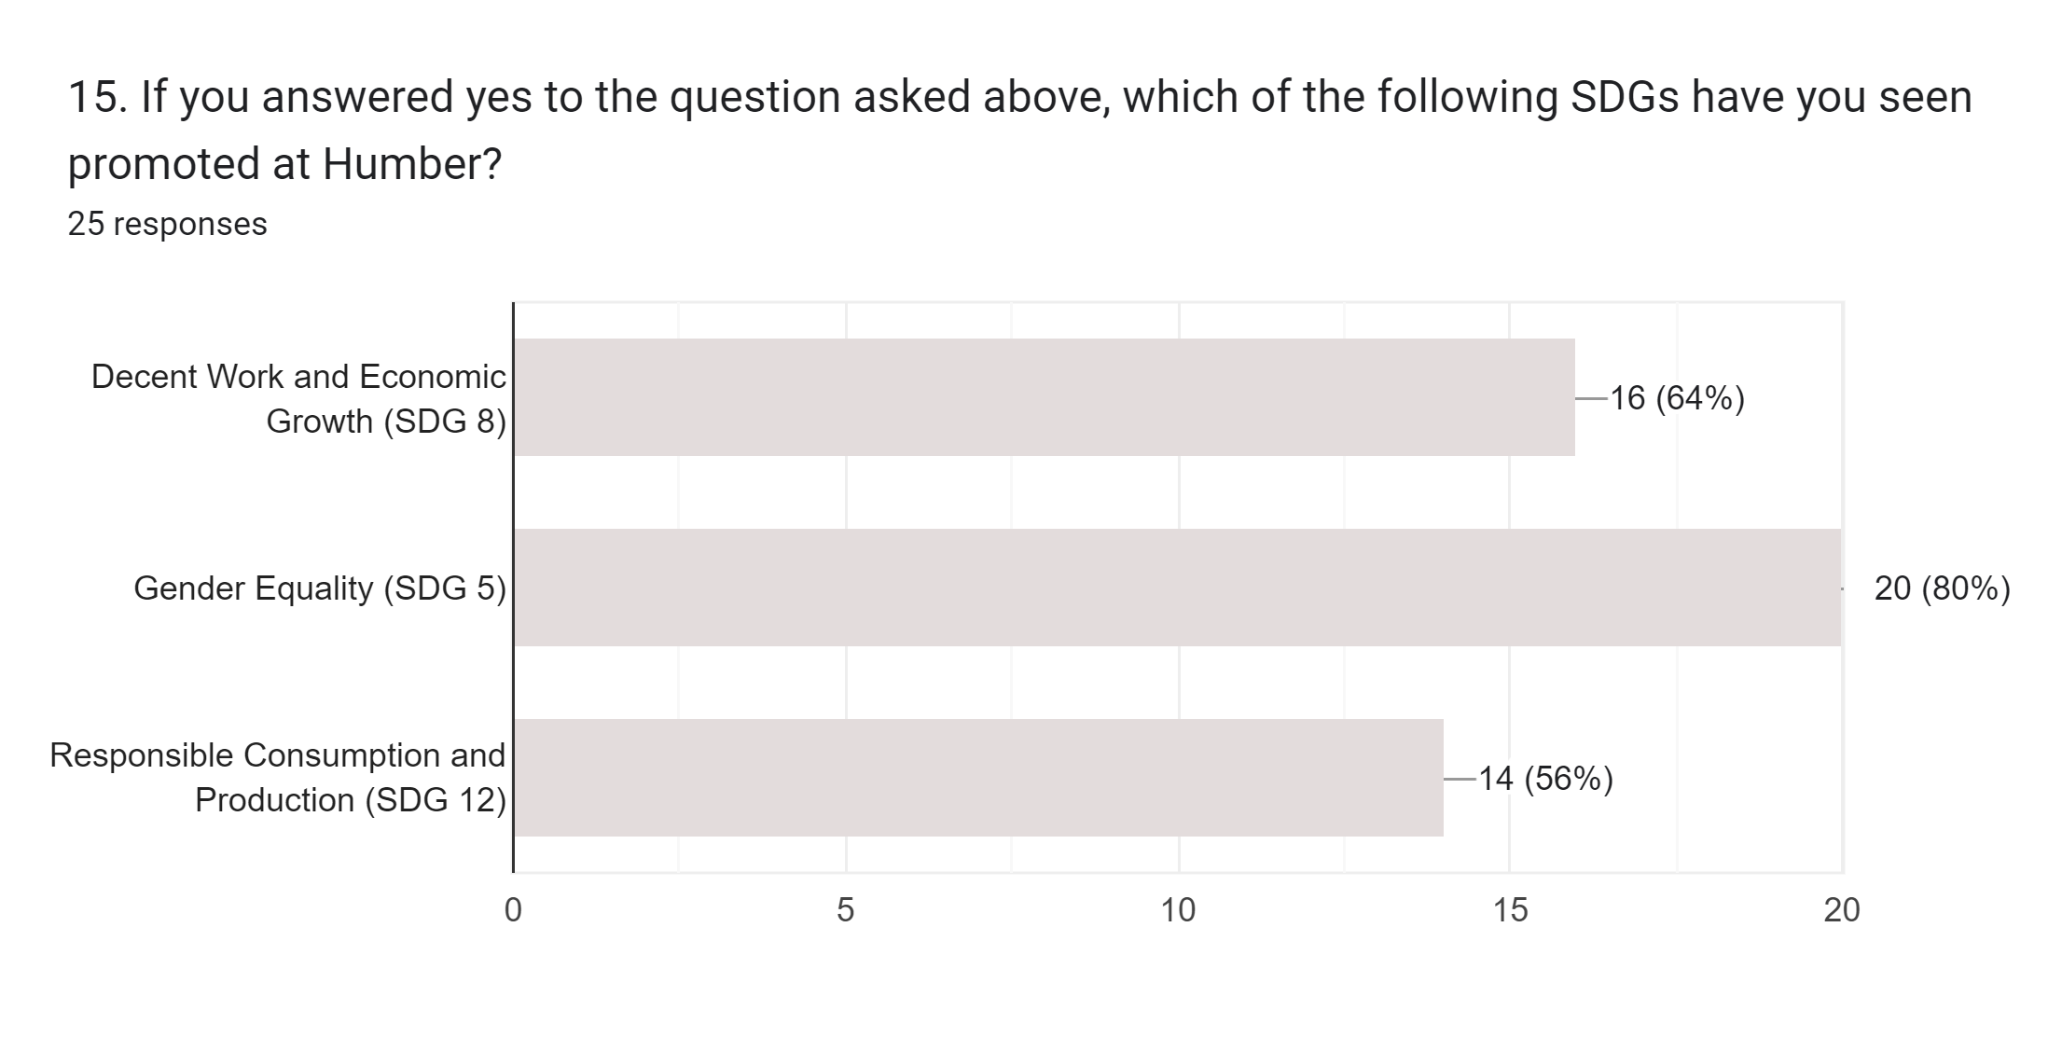 15. If you answered yes to the question asked above, which of the following SDGs have you seen
promoted at Humber?
25 responses
Decent Work and Economic
Growth (SDG 8)
16 (64%)
Gender Equality (SDG 5)
20 (80%)
Responsible Consumption and
Production (SDG 12)
14 (56%)
0 5 10 15 20